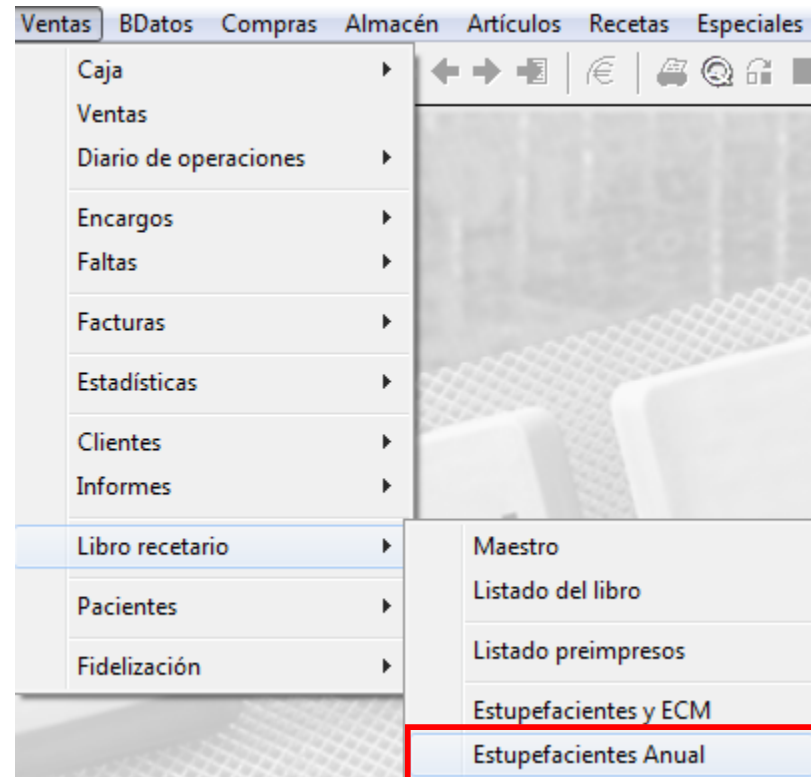 Ventas BDatos Compras Almacén Artículos Recetas Especiales
Caja
Ventas
Diario de operaciones
Encargos
Faltas
Facturas
Estadísticas
Clientes
Informes
Libro recetario
Pacientes
Fidelización
Maestro
Listado del libro
Listado preimpresos
Estupefacientes y ECM
Estupefacientes Anual